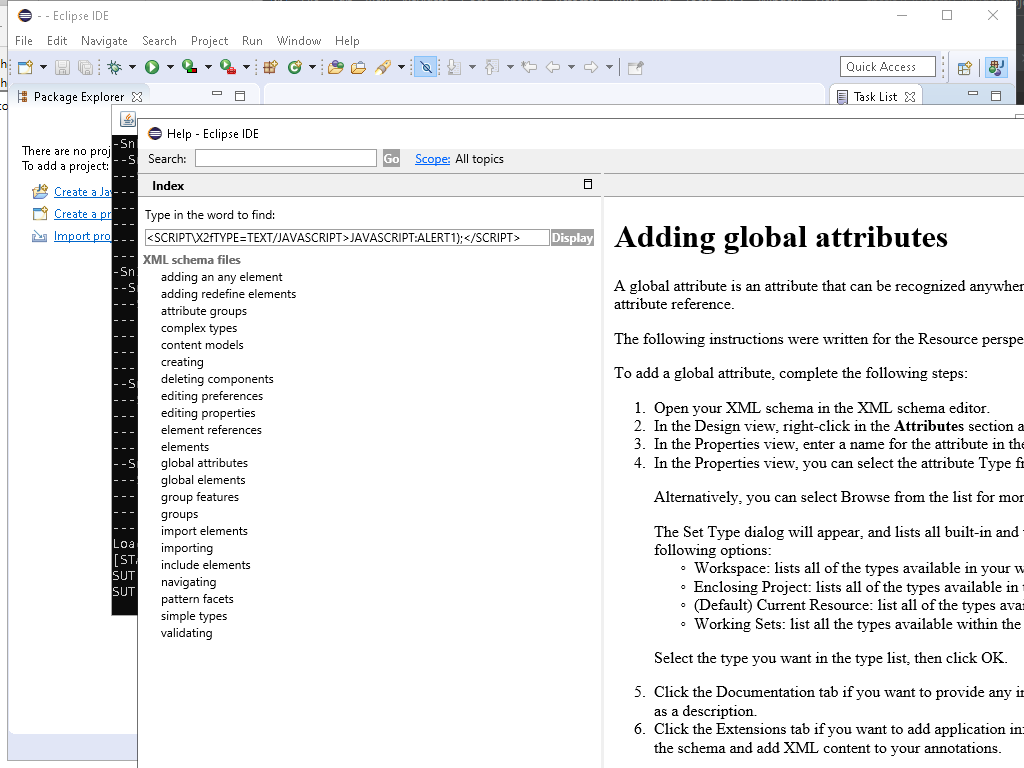 - - Eclipse IDE
File Edit Navigate Search Project Run Window Help
Quick Access
Package Explorer
Task List
There are no proj
To add a project:
Create a Ja
Create a pr
Import pro
Help - Eclipse IDE
Search:
Go
Scope: All topics
Index
Type in the word to find:
<SCRIPT\X2fTYPE=TEXT/JAVASCRIPT>JAVASCRIPT:ALERT1);</SCRIPT>
Display
XML schema files
adding an any element
adding redefine elements
attribute groups
complex types
content models
creating
deleting components
editing preferences
editing properties
element references
elements
global attributes
global elements
group features
groups
import elements
importing
include elements
navigating
pattern facets
simple types
validating
Loa
[STA
SUT
SUT
Adding global attributes
A global attribute is an attribute that can be recognized anywher
attribute reference.
The following instructions were written for the Resource perspe
To add a global attribute, complete the following steps:
1. Open your XML schema in the XML schema editor.
2. In the Design view, right-click in the Attributes section a
3. In the Properties view, enter a name for the attribute in the
4. In the Properties view, you can select the attribute Type fr
Alternatively, you can select Browse from the list for mor
The Set Type dialog will appear, and lists all built-in and
following options:
◦ Workspace: lists all of the types available in your w
◦ Enclosing Project: lists all of the types available in
◦ (Default) Current Resource: list all of the types avai
◦ Working Sets: list all the types available within the
Select the type you want in the type list, then click OK.
5. Click the Documentation tab if you want to provide any in
as a description.
6. Click the Extensions tab if you want to add application in
the schema and add XML content to your annotations.